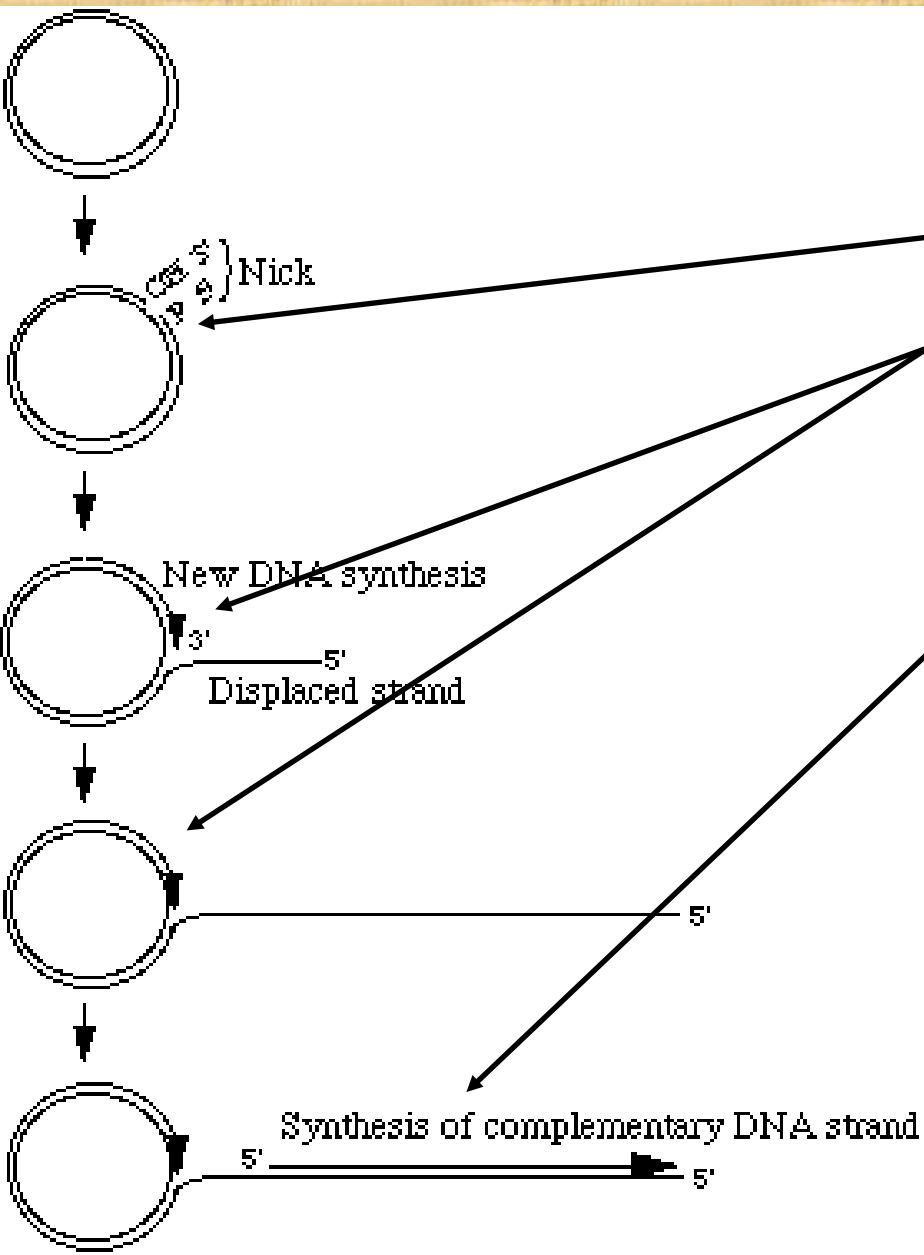 Nick
New DNA synthesis
3'
5'
Displaced strand
5'
Synthesis of complementary DNA strand
5'
5'